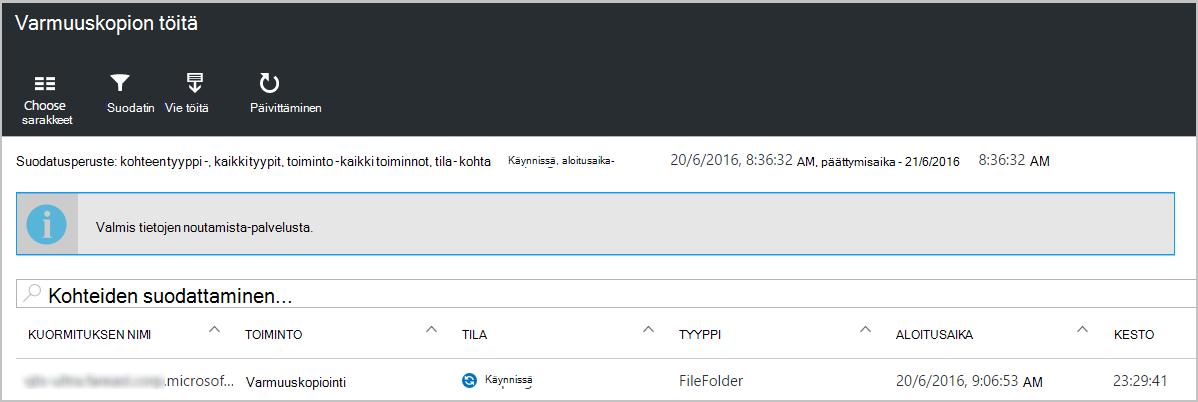 Varmuuskopion töitä
Choose sarakkeet
Suodatin
Vie töitä
Päivittäminen
Suodatusperuste: kohteentyyppi -, kaikkityypit, toiminto -kaikki toiminnot, tila- kohta Käynnissä, aloitusaika- 20/6/2016, 8:36:32 AM, päättymisaika - 21/6/2016 8:36:32 AM
Valmis tietojen noutamista-palvelusta.
Kohteiden suodattaminen...
KUORMITUKSEN NIMI TOIMINTO TILA TYYPPI ALOITUSAIKA KESTO
.microsof... Varmuuskopiointi Käynnissä FileFolder 20/6/2016, 9:06:53 AM 23:29:41